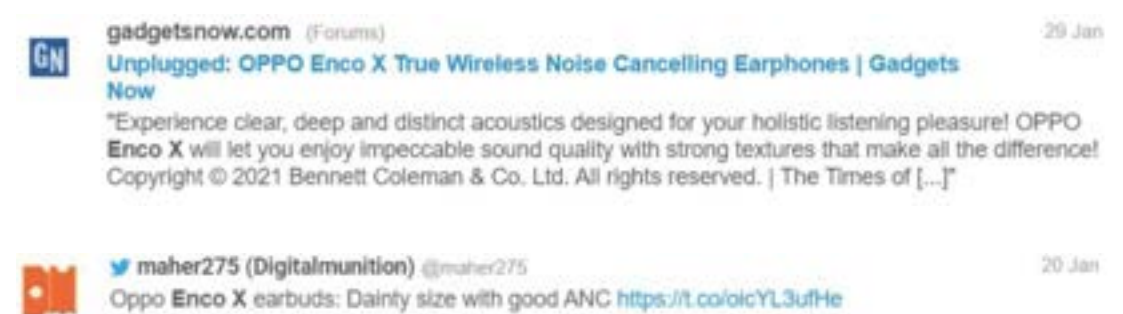 GN
gadgetsnow.com (Forums) 29 Jan
Unplugged: OPPO Enco X True Wireless Noise Cancelling Earphones | Gadgets
Now
"Experience clear, deep and distinct acoustics designed for your holistic listening pleasure! OPPO
Enco X will let you enjoy impeccable sound quality with strong textures that make all the difference!
Copyright © 2021 Bennett Coleman & Co. Ltd. All rights reserved. | The Times of [...]"
maher275 (Digitalmunition) @maher275 20 Jan
Oppo Enco X earbuds: Dainty size with good ANC